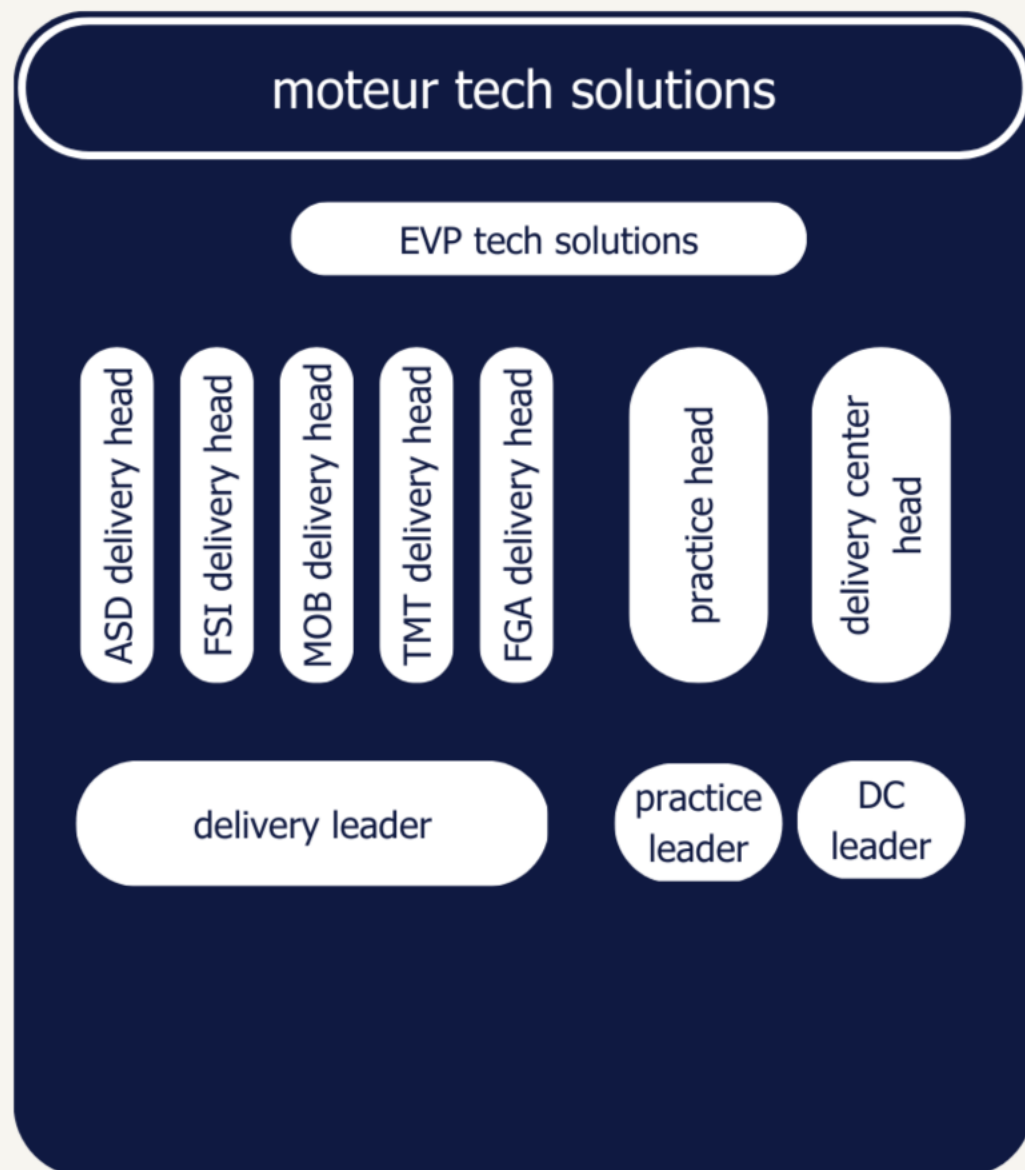 moteur tech solutions
EVP tech solutions
ASD delivery head
FSI delivery head
MOB delivery head
TMT delivery head
FGA delivery head
practice head
delivery center
head
delivery leader
practice
leader
DC
leader